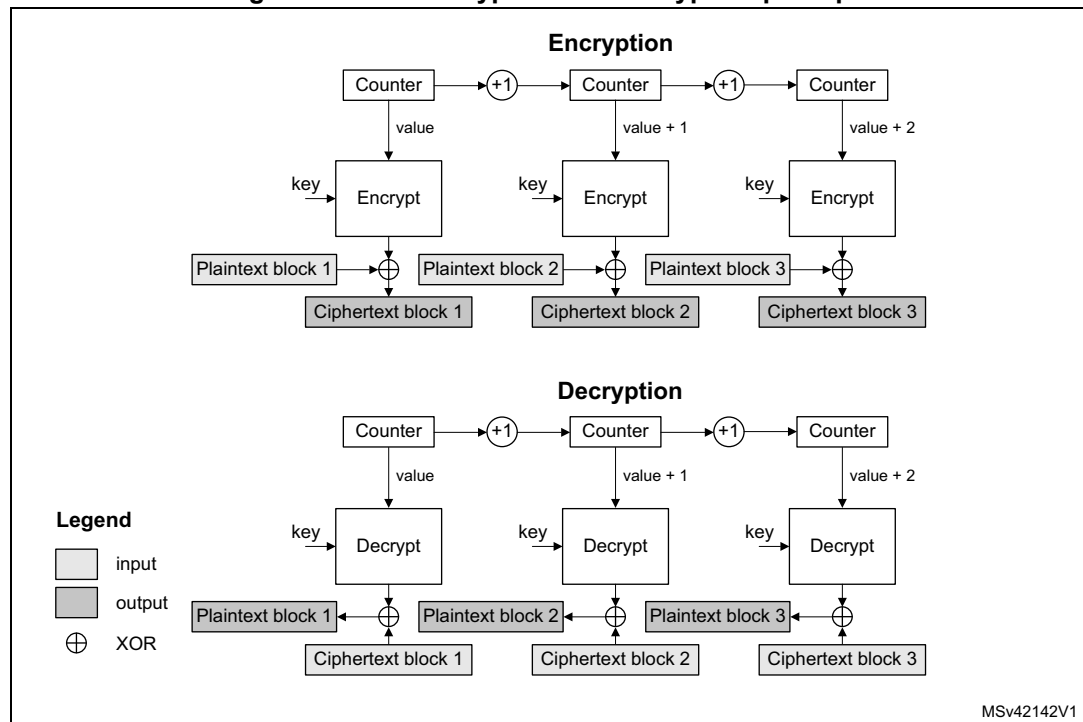 Encryption
Counter +1 Counter +1 Counter
value value + 1 value + 2
key Encrypt key Encrypt key Encrypt
Plaintext block 1 Plaintext block 2 Plaintext block 3
Ciphertext block 1 Ciphertext block 2 Ciphertext block 3
Decryption
Counter +1 Counter +1 Counter
value value + 1 value + 2
Legend
key Decrypt key Decrypt key Decrypt
input
output
Plaintext block 1 Plaintext block 2 Plaintext block 3
XOR
Ciphertext block 1 Ciphertext block 2 Ciphertext block 3
MSv42142V1